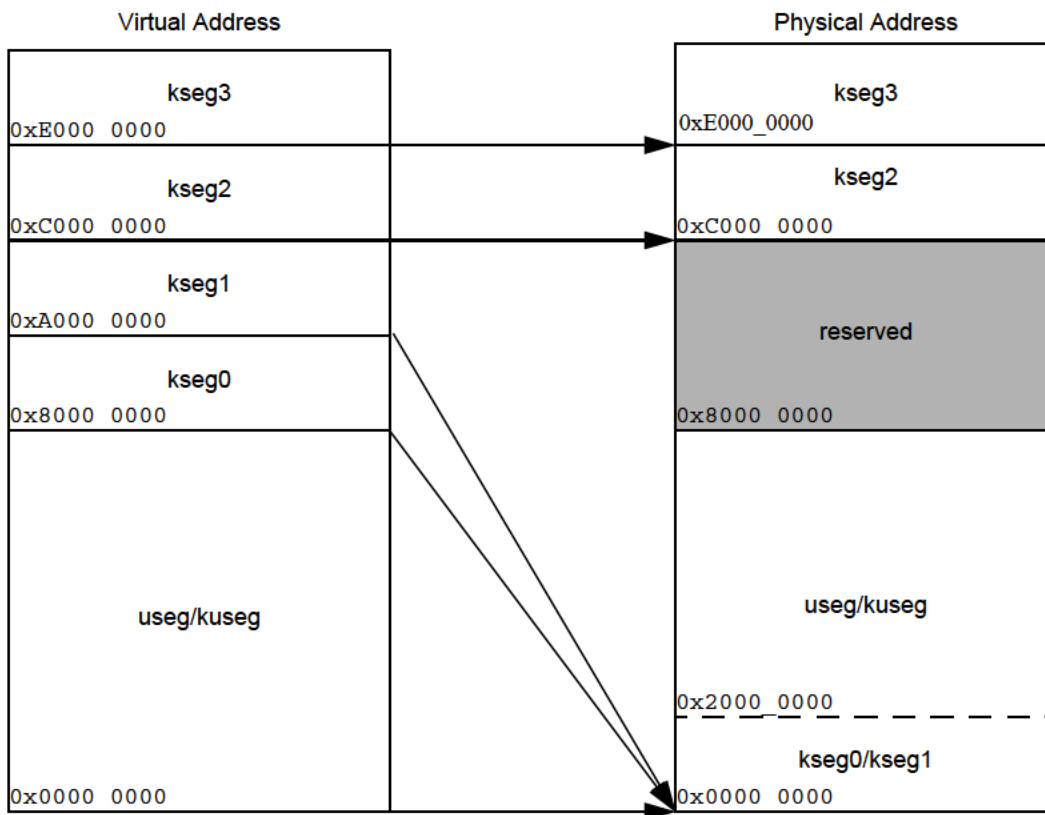 Virtual Address
kseg3
0xE000 0000
kseg2
0xC000 0000
kseg1
0xA000 0000
kseg0
0x8000 0000
useg/kuseg
0x0000 0000
Physical Address
kseg3
0xE000_0000
kseg2
0xC000 0000
reserved
0x8000 0000
useg/kuseg
0x2000_0000
kseg0/kseg1
0x0000 0000